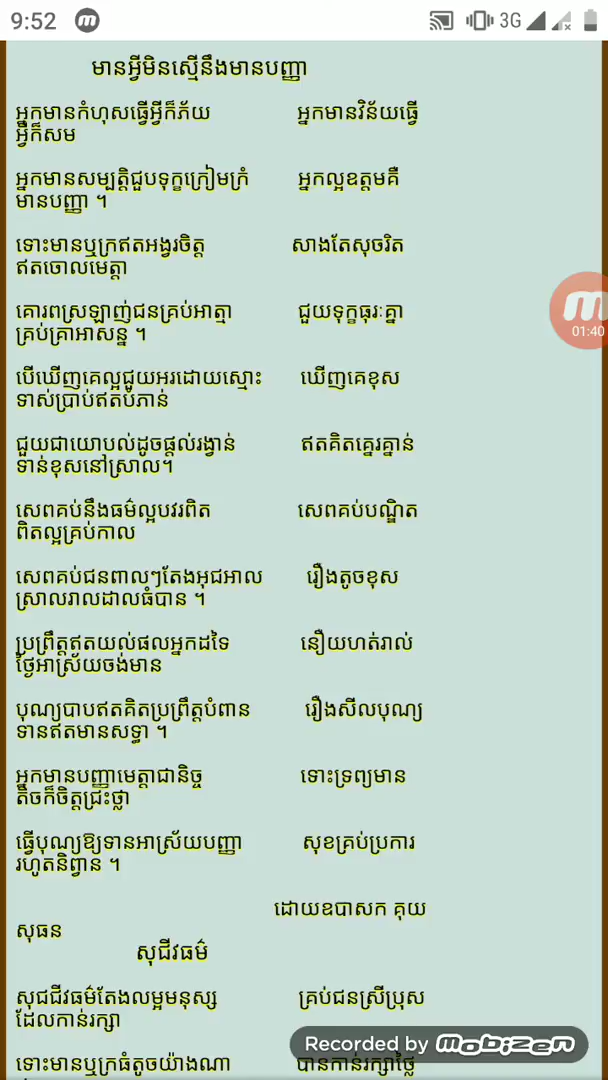 9:52
3G
មានអ្វីមិនស្មើនឹងមានបញ្ញា
អ្នកមានកំហុសធ្វើអ្វីក៏ភ័យ អ្នកមានវិន័យធ្វើ
អ្វីក៏សម
អ្នកមានសម្បត្តិជួបទុក្ខក្រៀមក្រំ អ្នកល្អឧត្តមគឺ
មានបញ្ញា ។
ទោះមានឬក្រឥតអង្វរចិត្ត សាងតែសុចរិត
ឥតចោលមេត្តា
គោរពស្រឡាញ់ជនគ្រប់អាត្មា ជួយទុក្ខធុរៈគ្នា
គ្រប់គ្រាអាសន្ន ។
បើឃើញគេល្អជួយអរដោយស្មោះ ឃើញគេខុស
ទាស់ប្រាប់ឥតបំភាន់
ជួយជាយោបល់ដូចផ្តល់រង្វាន់ ឥតគិតគ្នេរគ្នាន់
ទាន់ខុសនៅស្រាល។
សេពគប់នឹងធម៌ល្អបវរពិត សេពគប់បណ្ឌិត
ពិតល្អគ្រប់កាល
សេពគប់ជនពាលៗតែងអុជអាល រឿងតូចខុស
ស្រាលរាលដាលធំបាន ។
ប្រព្រឹត្តឥតយល់ផលអ្នកដទៃ នឿយហត់រាល់
ថ្ងៃអាស្រ័យចង់មាន
បុណ្យបាបឥតគិតប្រព្រឹត្តបំពាន រឿងសីលបុណ្យ
ទានឥតមានសទ្ធា ។
អ្នកមានបញ្ញាមេត្តាជានិច្ច ទោះទ្រព្យមាន
តិចក៏ចិត្តជ្រះថ្លា
ធ្វើបុណ្យឱ្យទានអាស្រ័យបញ្ញា សុខគ្រប់ប្រការ
រហូតនិព្វាន ។
ដោយឧបាសក គុយ
សុធន
សុជីវធម៌
សុជជីវធម៌តែងលម្អមនុស្ស គ្រប់ជនស្រីប្រុស
ដែលកាន់រក្សា
ទោះមានឬក្រធំតូចយ៉ាងណា បានកាន់រក្សាថ្លៃ
01:40
Recorded by mobizen